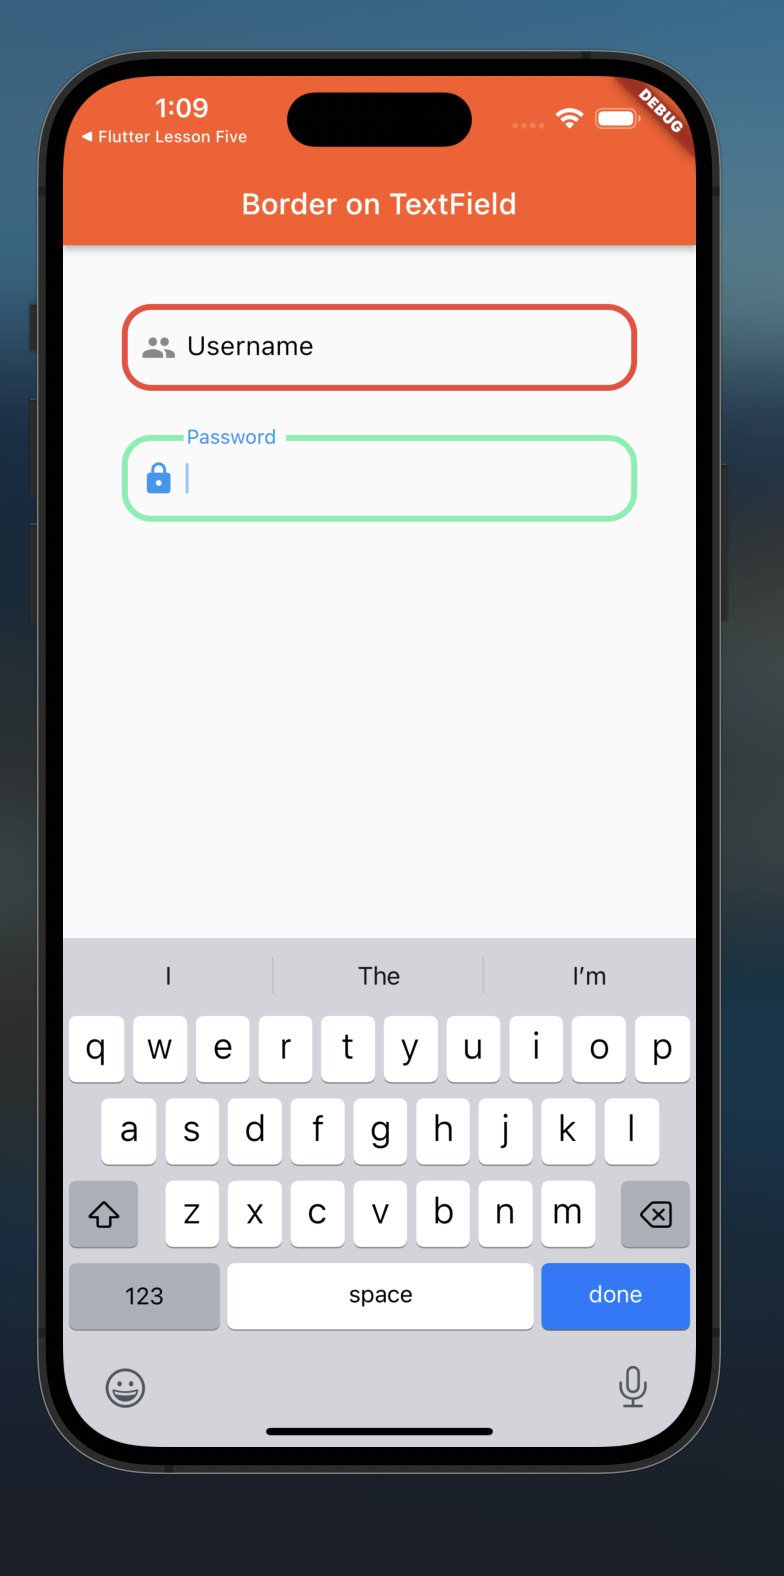 1:09
DEBUG
◀ Flutter Lesson Five
Border on TextField
Username
Password
I The I’m
q w e r t y u i o p
a s d f g h j k l
z x c v b n m
123 space done